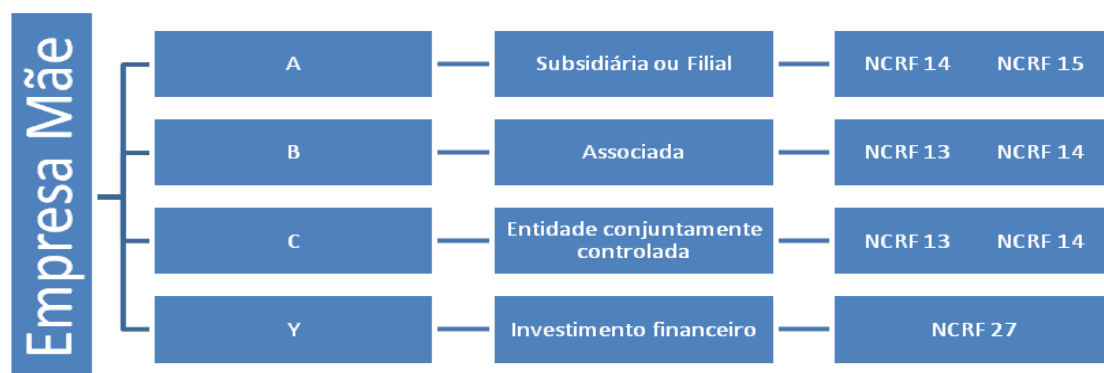 Empresa Mãe
A
Subsidiária ou Filial
NCRF 14 NCRF 15
B
Associada
NCRF 13 NCRF 14
C
Entidade conjuntamente
controlada
NCRF 13 NCRF 14
Y
Investimento financeiro
NCRF 27